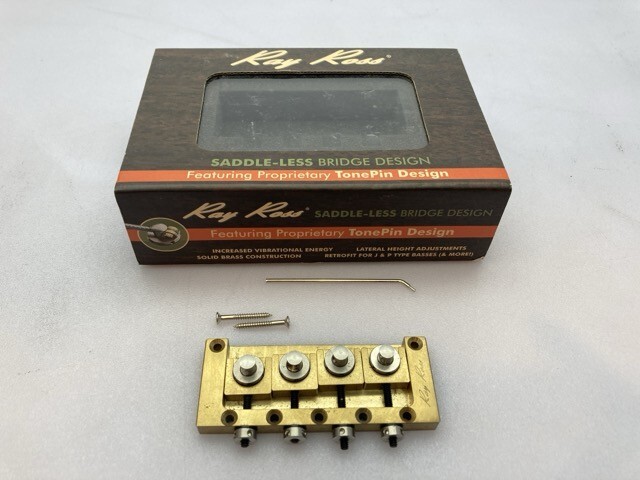 Ray Ross®
SADDLE-LESS BRIDGE DESIGN
Featuring Proprietary TonePin Design
Ray Ross® SADDLE-LESS BRIDGE DESIGN
Featuring Proprietary TonePin Design
INCREASED VIBRATIONAL ENERGY LATERAL HEIGHT ADJUSTMENTS
SOLID BRASS CONSTRUCTION RETROFIT FOR J & P TYPE BASSES (& MORE!)
Ray Ross